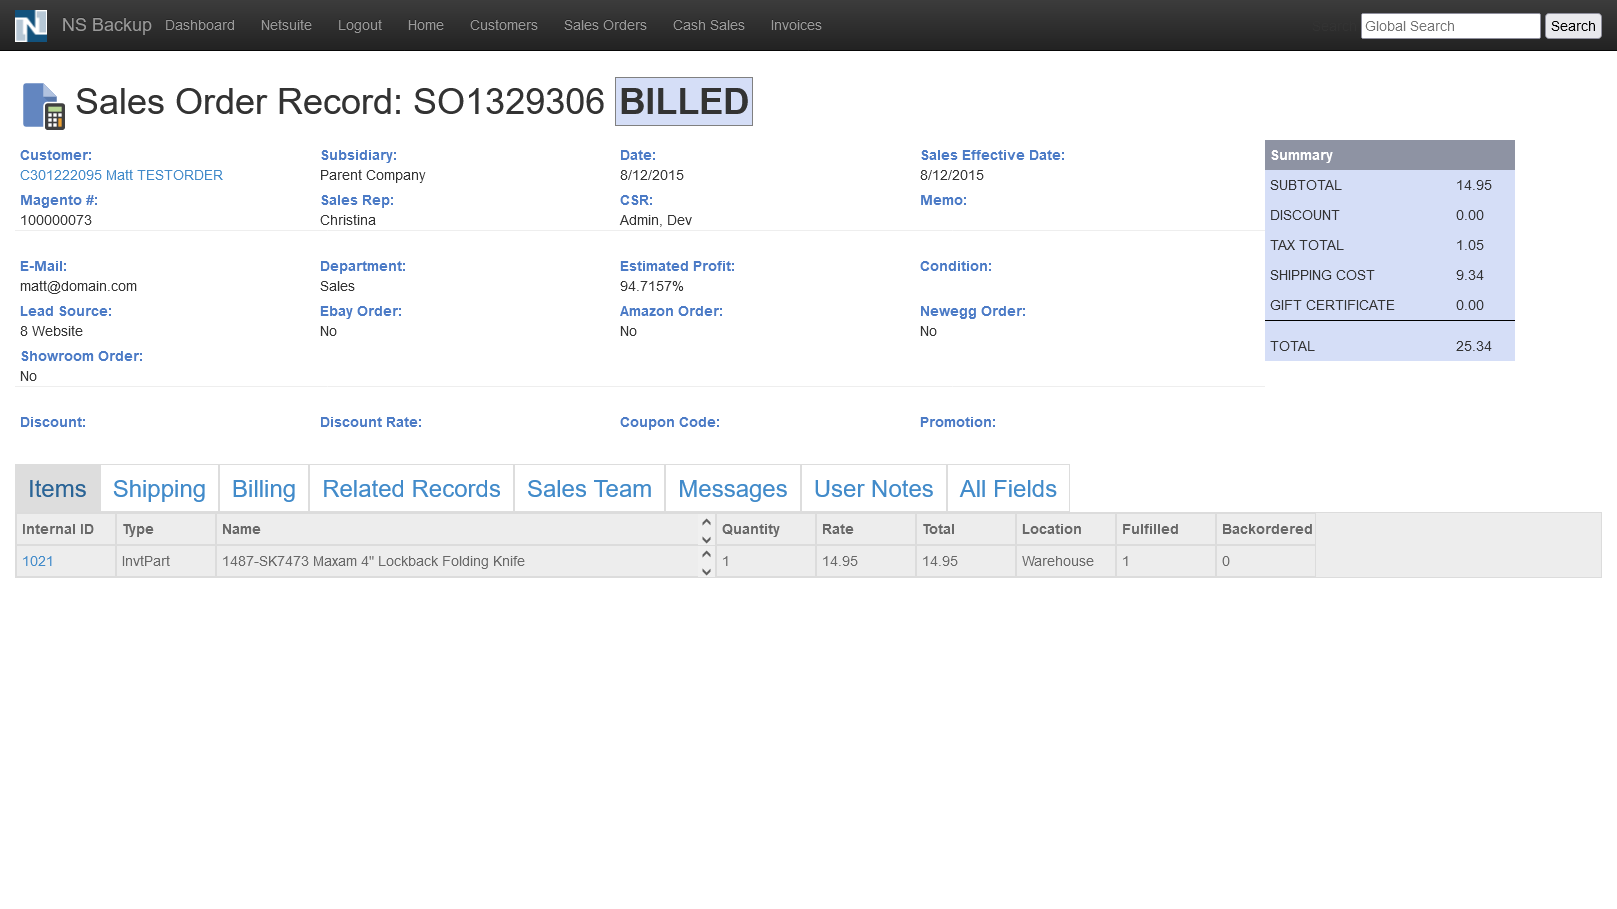 NS Backup Dashboard Netsuite Logout Home Customers Sales Orders Cash Sales Invoices Global Search Search
Sales Order Record: SO1329306 BILLED
Customer: Subsidiary: Date: Sales Effective Date:
C301222095 Matt TESTORDER Parent Company 8/12/2015 8/12/2015
Magento #: Sales Rep: CSR: Memo:
100000073 Christina Admin, Dev
E-Mail: Department: Estimated Profit: Condition:
matt@domain.com Sales 94.7157%
Lead Source: Ebay Order: Amazon Order: Newegg Order:
8 Website No No No
Showroom Order:
No
Discount: Discount Rate: Coupon Code: Promotion:
Summary
SUBTOTAL 14.95
DISCOUNT 0.00
TAX TOTAL 1.05
SHIPPING COST 9.34
GIFT CERTIFICATE 0.00
TOTAL 25.34
Items Shipping Billing Related Records Sales Team Messages User Notes All Fields
Internal ID Type Name Quantity Rate Total Location Fulfilled Backordered
1021 InvtPart 1487-SK7473 Maxam 4" Lockback Folding Knife 1 14.95 14.95 Warehouse 1 0